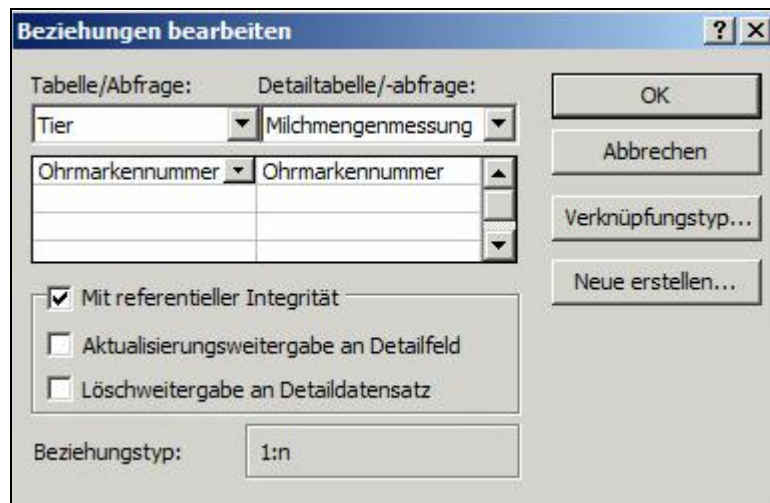 Beziehungen bearbeiten
Tabelle/Abfrage: Detailtabelle/-abfrage:
Tier Milchmengenmessung
Ohrmarkennummer Ohrmarkennummer
OK
Abbrechen
Verknüpfungstyp...
Neue erstellen...
Mit referentieller Integrität
Aktualisierungsweitergabe an Detailfeld
Löschweitergabe an Detaildatensatz
Beziehungstyp: 1:n